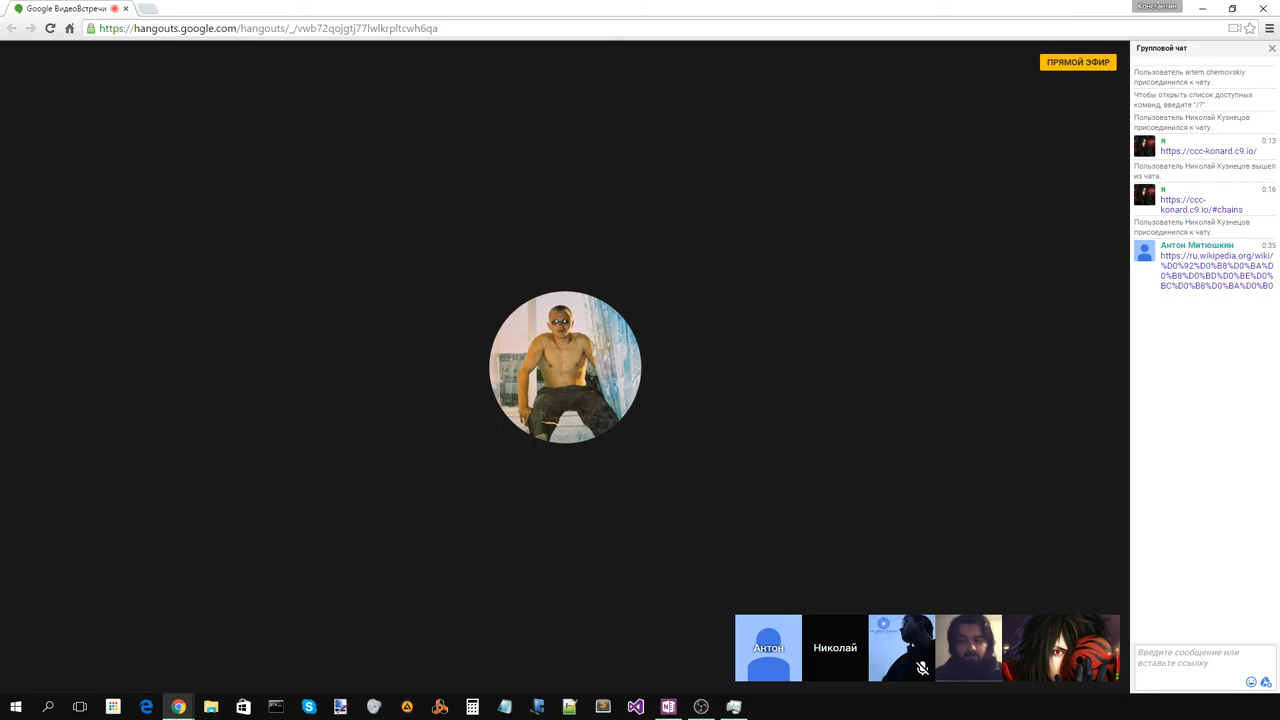 Google ВидеоВстречи
Константин
https://hangouts.google.com/hangouts/_/vwb72qojgtj77lwlkrpltcwh6qa
ПРЯМОЙ ЭФИР
Групповой чат
Пользователь artem chernovskiy
присоединился к чату.
Чтобы открыть список доступных
команд, введите "/?".
Пользователь Николай Кузнецов
присоединился к чату.
я 0:13
https://ccc-konard.c9.io/
Пользователь Николай Кузнецов вышел
из чата.
я 0:16
https://ccc-
konard.c9.io/#chains
Пользователь Николай Кузнецов
присоединился к чату.
Антон Митюшкин 0:35
https://ru.wikipedia.org/wiki/
%D0%92%D0%B8%D0%BA%D
0%B8%D0%BD%D0%BE%D0%
BC%D0%B8%D0%BA%D0%B0
Антон
Николай
Введите сообщение или
вставьте ссылку